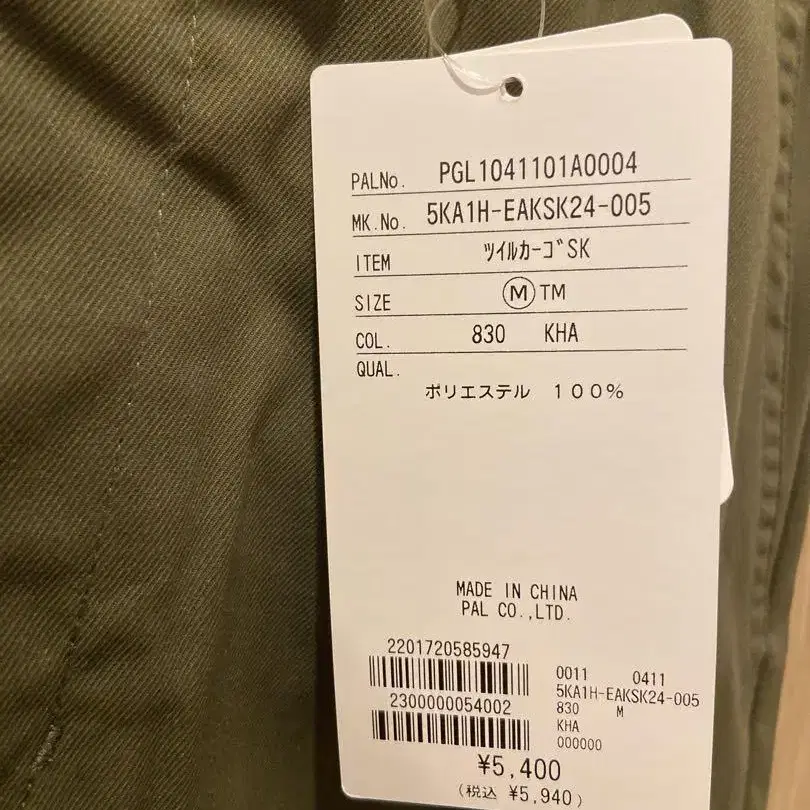 PALNo. PGL1041101A0004
MK.No. 5KA1H-EAKSK24-005
ITEM ﾂｲﾙｶｰｺﾞSK
SIZE Ⓜ TM
COL. 830 KHA
QUAL.
ポリエステル 100%
MADE IN CHINA
PAL CO.,LTD.
2201720585947
0011 0411
5KA1H-EAKSK24-005
2300000054002
830 M
KHA
000000
¥5,400
(税込 ¥5,940)